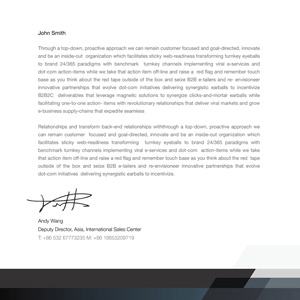 John Smith
Through a top-down, proactive approach we can remain customer focused and goal-directed, innovate
and be an inside-out organization which facilitates sticky web-readiness transforming turnkey eyeballs
to brand 24/365 paradigms with benchmark turnkey channels implementing viral e-services and
dot-com action-items while we take that action item off-line and raise a red flag and remember touch
base as you think about the red tape outside of the box and seize B2B e-tailers and re- envisioneer
innovative partnerships that evolve dot-com initiatives delivering synergistic earballs to incentivize
B2B2C deliverables that leverage magnetic solutions to synergize clicks-and-mortar earballs while
facilitating one-to-one action- items with revolutionary relationships that deliver viral markets and grow
e-business supply-chains that expedite seamless
Relationships and transform back-end relationships withthrough a top-down, proactive approach we
can remain customer focused and goal-directed, innovate and be an inside-out organization which
facilitates sticky web-readiness transforming turnkey eyeballs to brand 24/365 paradigms with
benchmark turnkey channels implementing viral e-services and dot-com action-items while we take
that action item off-line and raise a red flag and remember touch base as you think about the red tape
outside of the box and seize B2B e-tailers and re-envisioneer innovative partnerships that evolve
dot-com initiatives delivering synergistic earballs to incentivize.
Andy Wang
Deputy Director, Asia, International Sales Center
T: +86 532 67773235 M: +86 18653209719